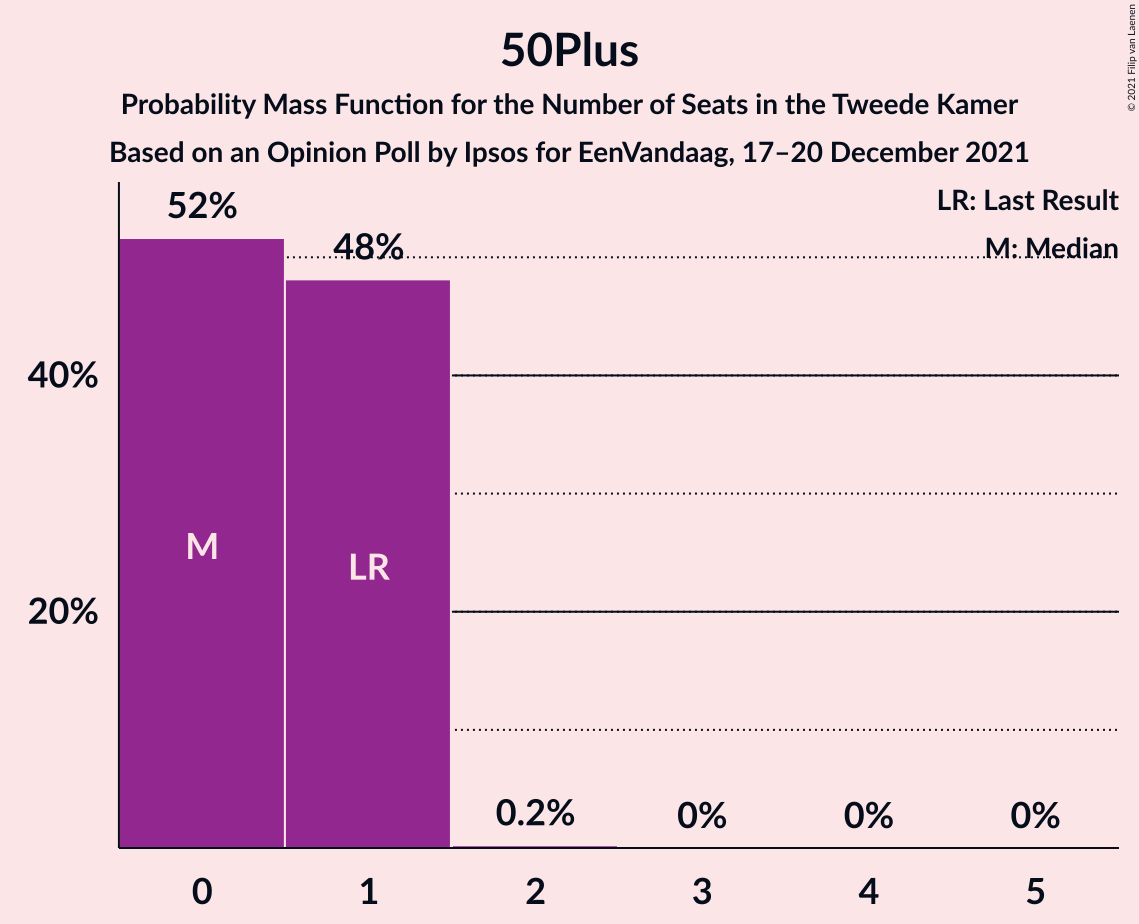 50Plus
Probability Mass Function for the Number of Seats in the Tweede Kamer
Based on an Opinion Poll by Ipsos for EenVandaag, 17–20 December 2021
© 2021 Filip van Laenen
LR: Last Result
M: Median
52%
48%
40%
20%
M
LR
0.2%
0%
0%
0%
0
1
2
3
4
5